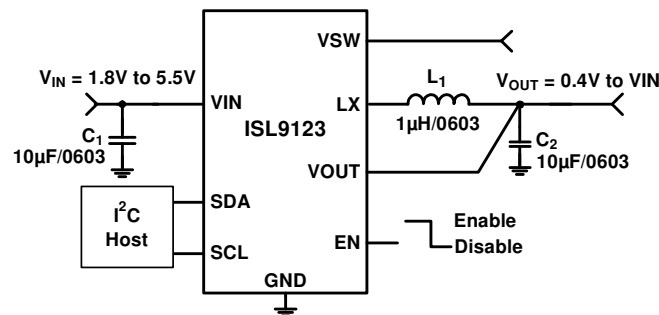 VSW
V_IN = 1.8V to 5.5V
VIN
C₁
10µF/0603
ISL9123
LX
L₁
1µH/0603
V_OUT = 0.4V to VIN
C₂
10µF/0603
VOUT
I²C
Host
SDA
SCL
EN
Enable
Disable
GND